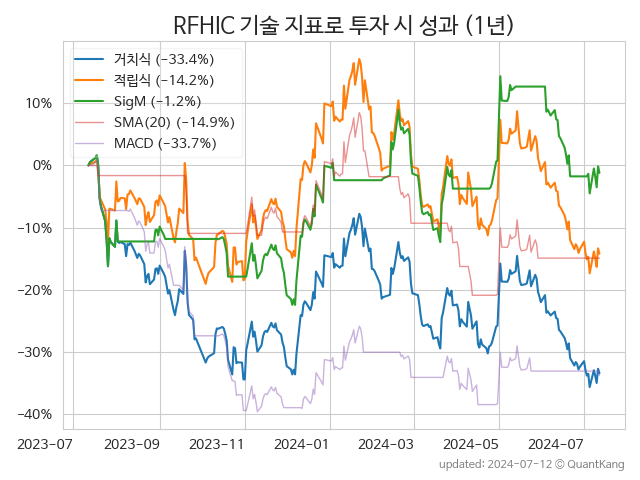 RFHIC 기술 지표로 투자 시 성과 (1년)
거치식 (−33.4%)
적립식 (−14.2%)
SigM (−1.2%)
SMA(20) (−14.9%)
MACD (−33.7%)
10%
0%
−10%
−20%
−30%
−40%
2023-07 2023-09 2023-11 2024-01 2024-03 2024-05 2024-07
updated: 2024-07-12 © QuantKang